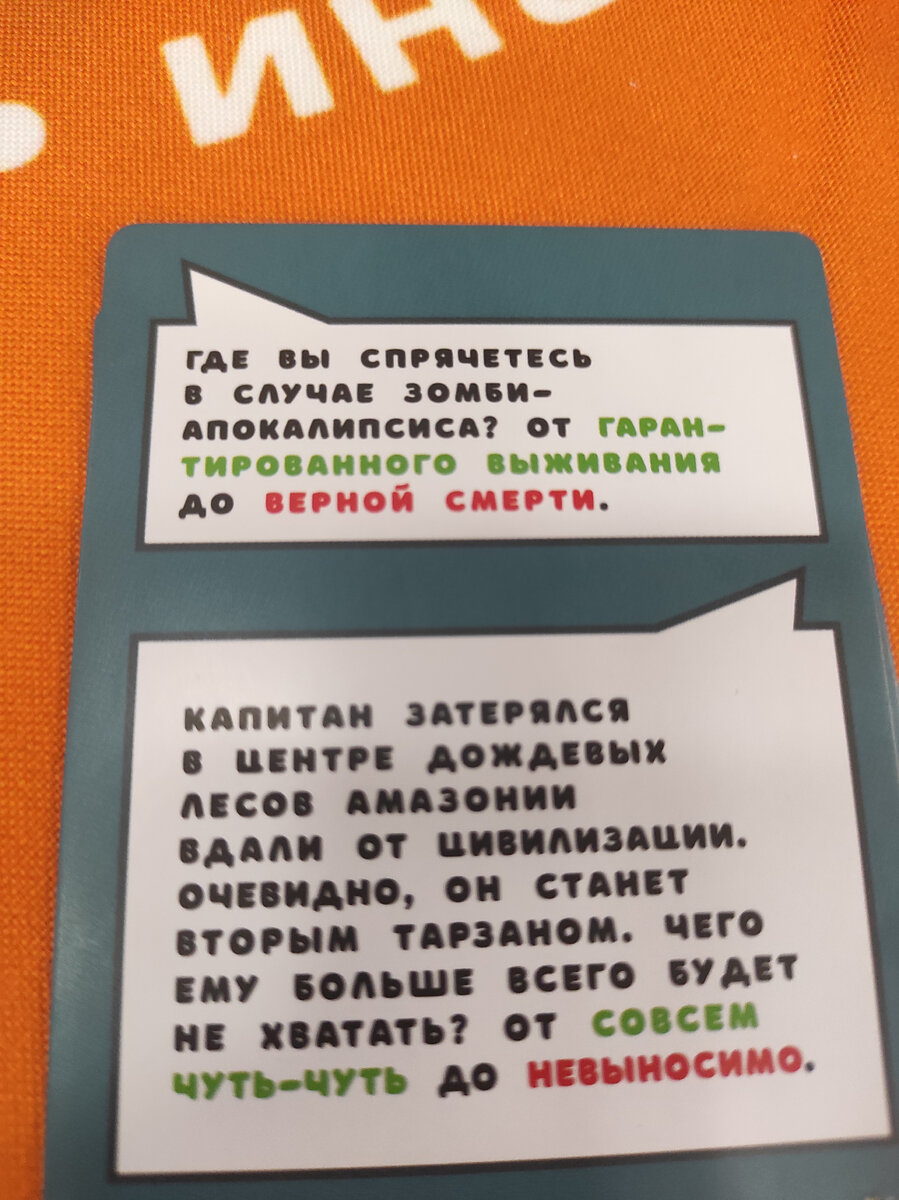 ГДЕ ВЫ СПРЯЧЕТЕСЬ
В СЛУЧАЕ ЗОМБИ-
АПОКАЛИПСИСА? ОТ ГАРАН-
ТИРОВАННОГО ВЫЖИВАНИЯ
ДО ВЕРНОЙ СМЕРТИ.
КАПИТАН ЗАТЕРЯЛСЯ
В ЦЕНТРЕ ДОЖДЕВЫХ
ЛЕСОВ АМАЗОНИИ
ВДАЛИ ОТ ЦИВИЛИЗАЦИИ.
ОЧЕВИДНО, ОН СТАНЕТ
ВТОРЫМ ТАРЗАНОМ. ЧЕГО
ЕМУ БОЛЬШЕ ВСЕГО БУДЕТ
НЕ ХВАТАТЬ? ОТ СОВСЕМ
ЧУТЬ-ЧУТЬ ДО НЕВЫНОСИМО.